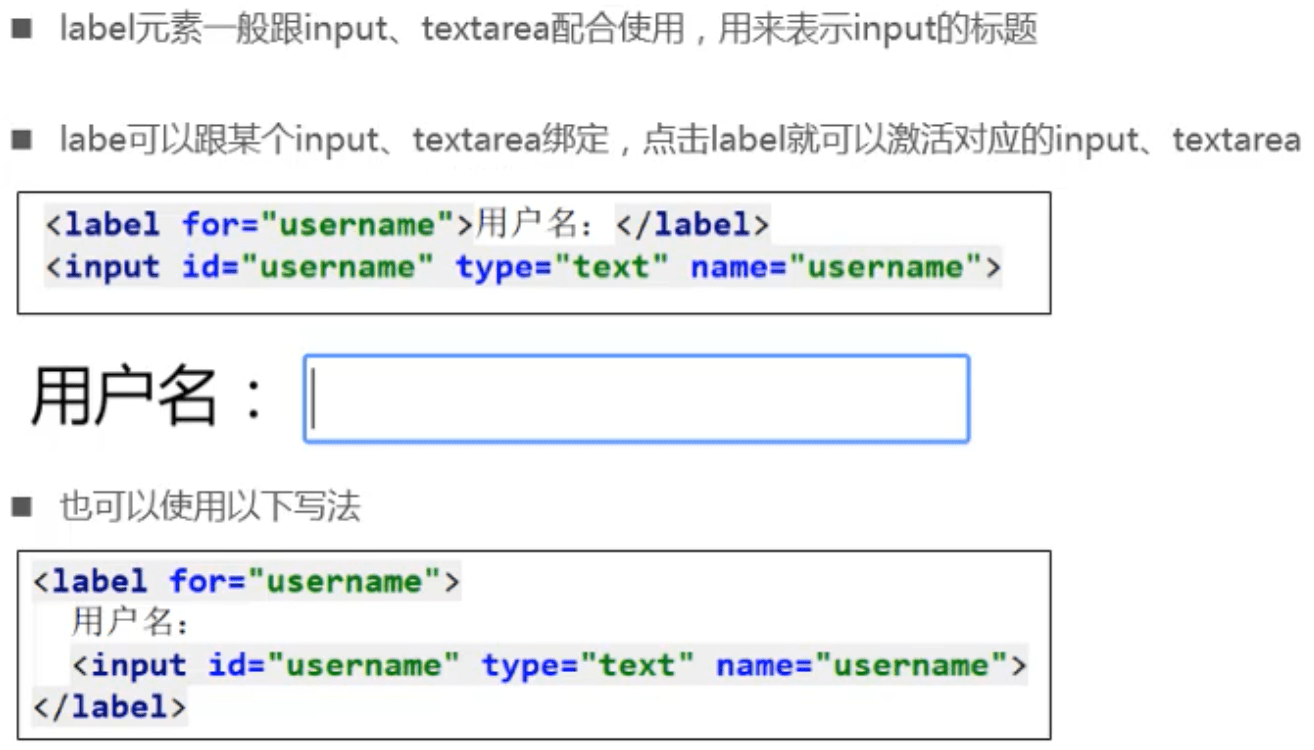 ■ label元素一般跟input、textarea配合使用，用来表示input的标题
■ labe可以跟某个input、textarea绑定，点击label就可以激活对应的input、textarea
<label for="username">用户名：</label>
<input id="username" type="text" name="username">
用户名：
■ 也可以使用以下写法
<label for="username">
用户名：
<input id="username" type="text" name="username">
</label>